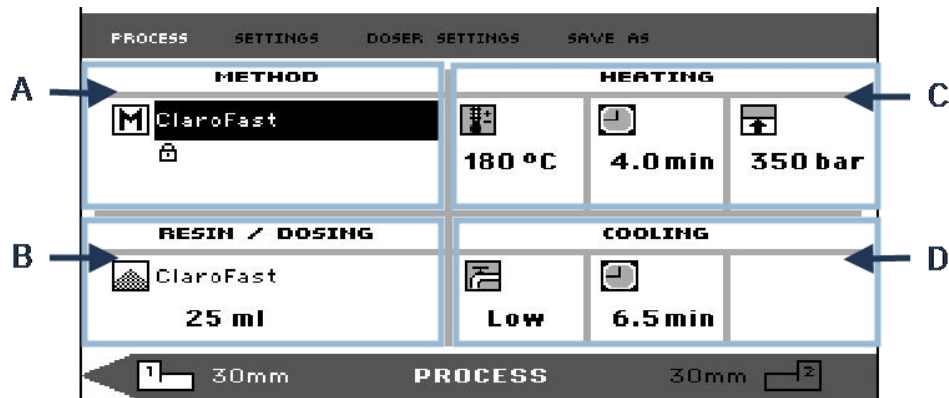 PROCESS SETTINGS DOSER SETTINGS SAVE AS
METHOD
M ClaroFast
HEATING
180 ºC 4.0 min 350 bar
A
C
RESIN / DOSING
ClaroFast
25 ml
COOLING
Low 6.5 min
B
D
1 30mm PROCESS 30mm 2